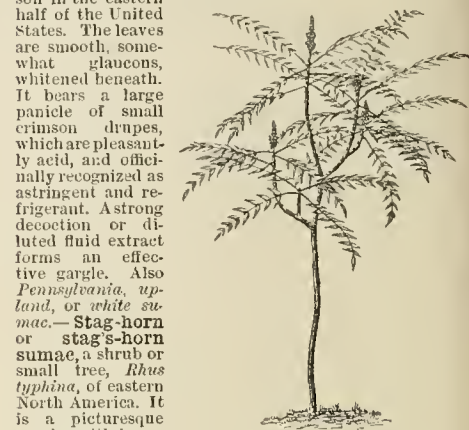 half of the United
States. The leaves
are smooth, some-
what glaucous,
whitened beneath.
It bears a large
panicle of small
crimson drupes,
which are pleasant-
ly acid, and offici-
nally recognized as
astringent and re-
frigerant. A strong
decoction or di-
luted fluid extract
forms an effec-
tive gargle. Also
Pennsylvania, up-
land, or white su-
mac.— Stag-horn
or stag's-horn
sumac, a shrub or
small tree, Rhus
typhina, of eastern
North America. It
is a picturesque